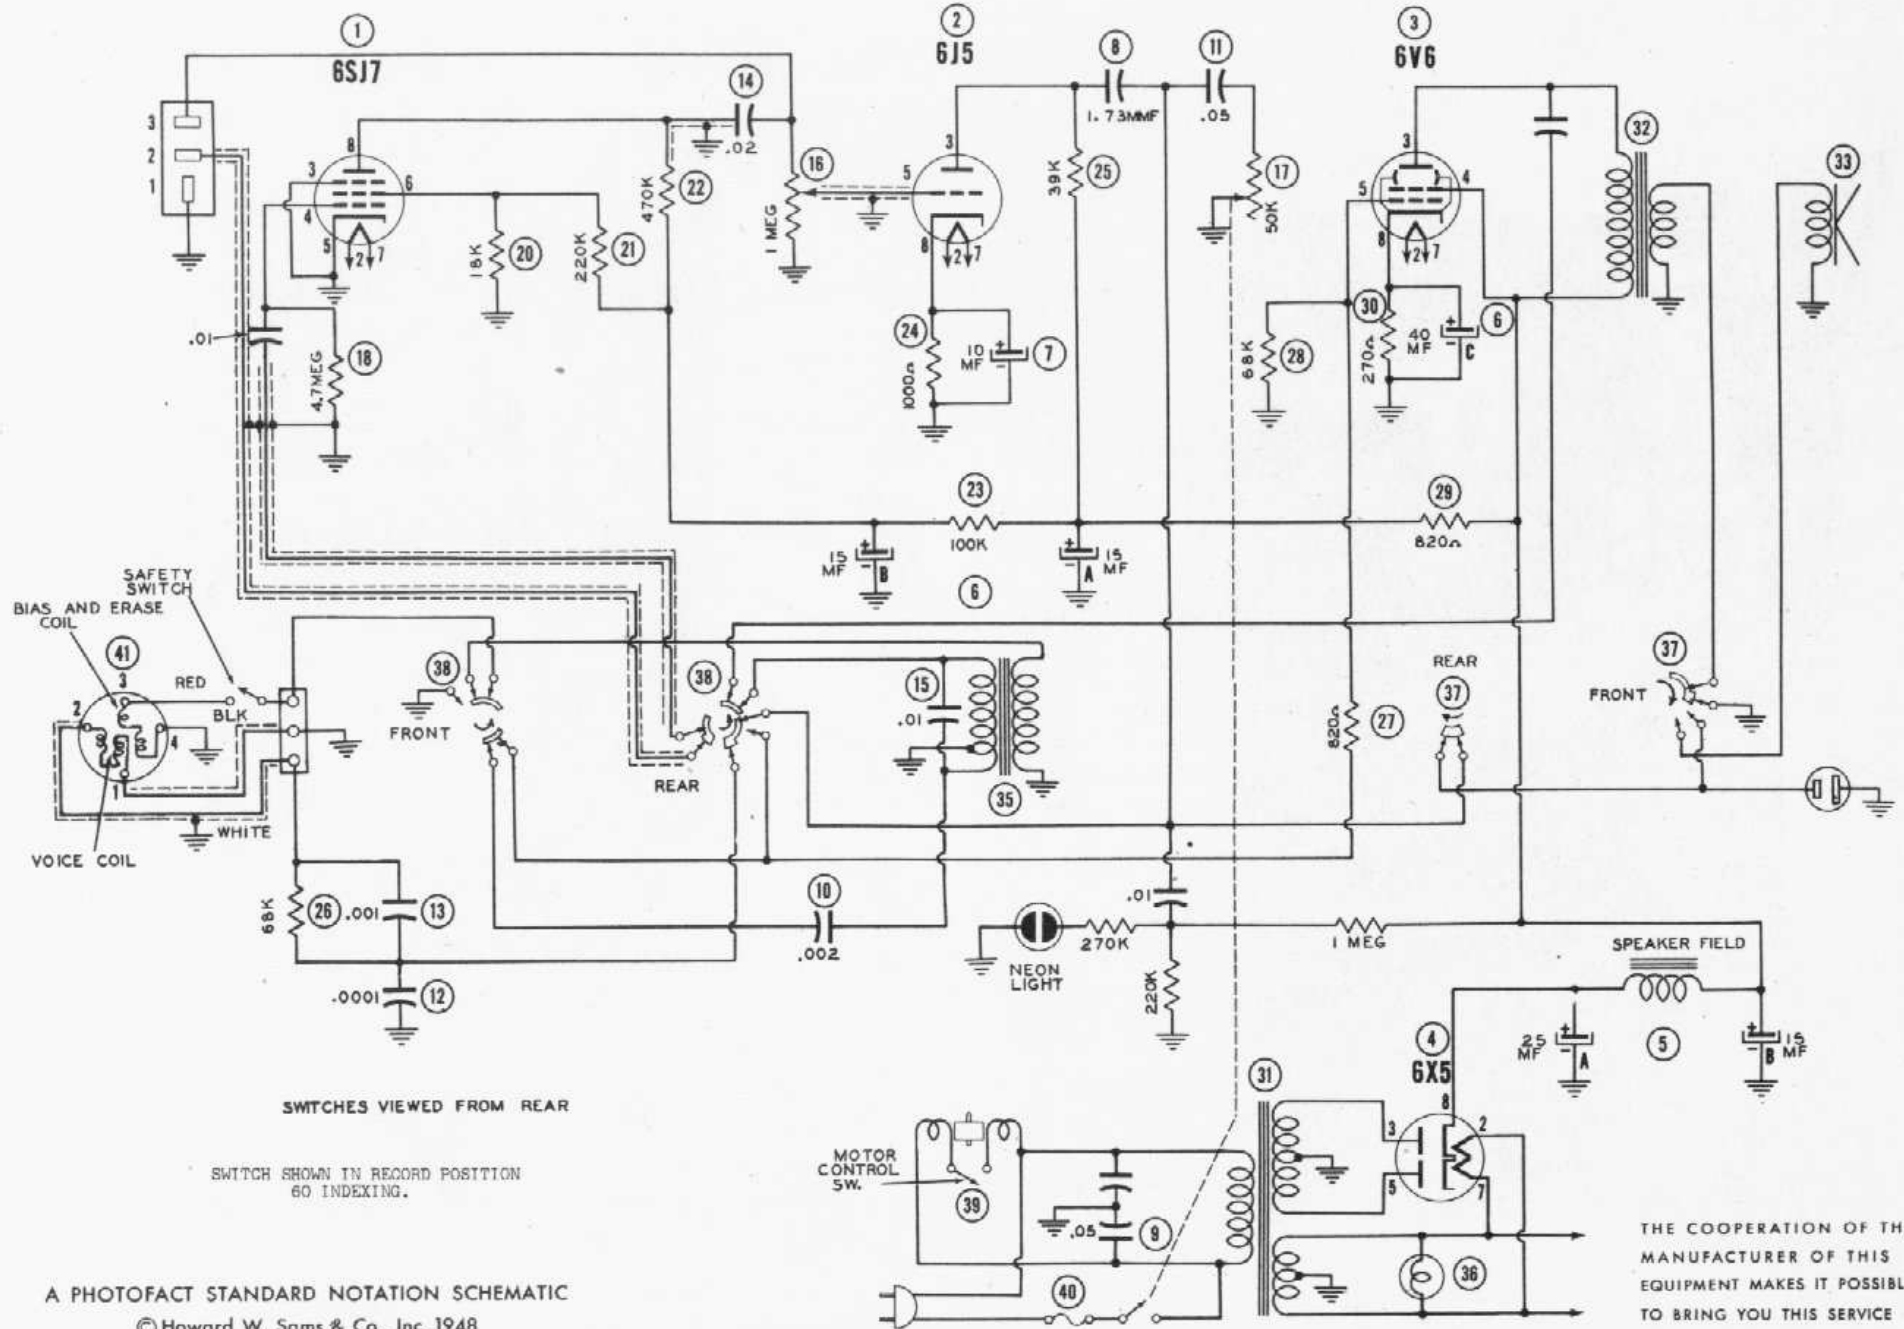 1
6SJ7
2
6J5
3
6V6
8
11
14
3
2
1
8
3
6
4
5
2
7
.02
16
22
470K
1 MEG
20
18K
21
220K
.01
18
4.7MEG
3
5
8
2
7
24
1000Ω
10
MF
7
1.73MMF
.05
25
39K
17
50K
3
5
4
8
2
7
28
68K
30
270Ω
40
MF
C
6
32
33
23
100K
29
820Ω
15
MF
B
15
MF
A
6
SAFETY
SWITCH
BIAS AND ERASE
COIL
41
3
RED
2
BLK
4
1
WHITE
VOICE COIL
38
FRONT
38
REAR
15
.01
35
27
820Ω
REAR
37
37
FRONT
26
68K
.001
13
.0001
12
10
.002
NEON
LIGHT
270K
.01
220K
1 MEG
SPEAKER FIELD
5
25
MF
A
15
MF
B
4
6X5
8
3
2
5
7
31
36
MOTOR
CONTROL
SW.
39
.05
9
40
SWITCHES VIEWED FROM REAR
SWITCH SHOWN IN RECORD POSITION
60 INDEXING.
A PHOTOFACT STANDARD NOTATION SCHEMATIC
© Howard W. Sams & Co., Inc. 1948
THE COOPERATION OF TH
MANUFACTURER OF THIS
EQUIPMENT MAKES IT POSSIBL
TO BRING YOU THIS SERVICE